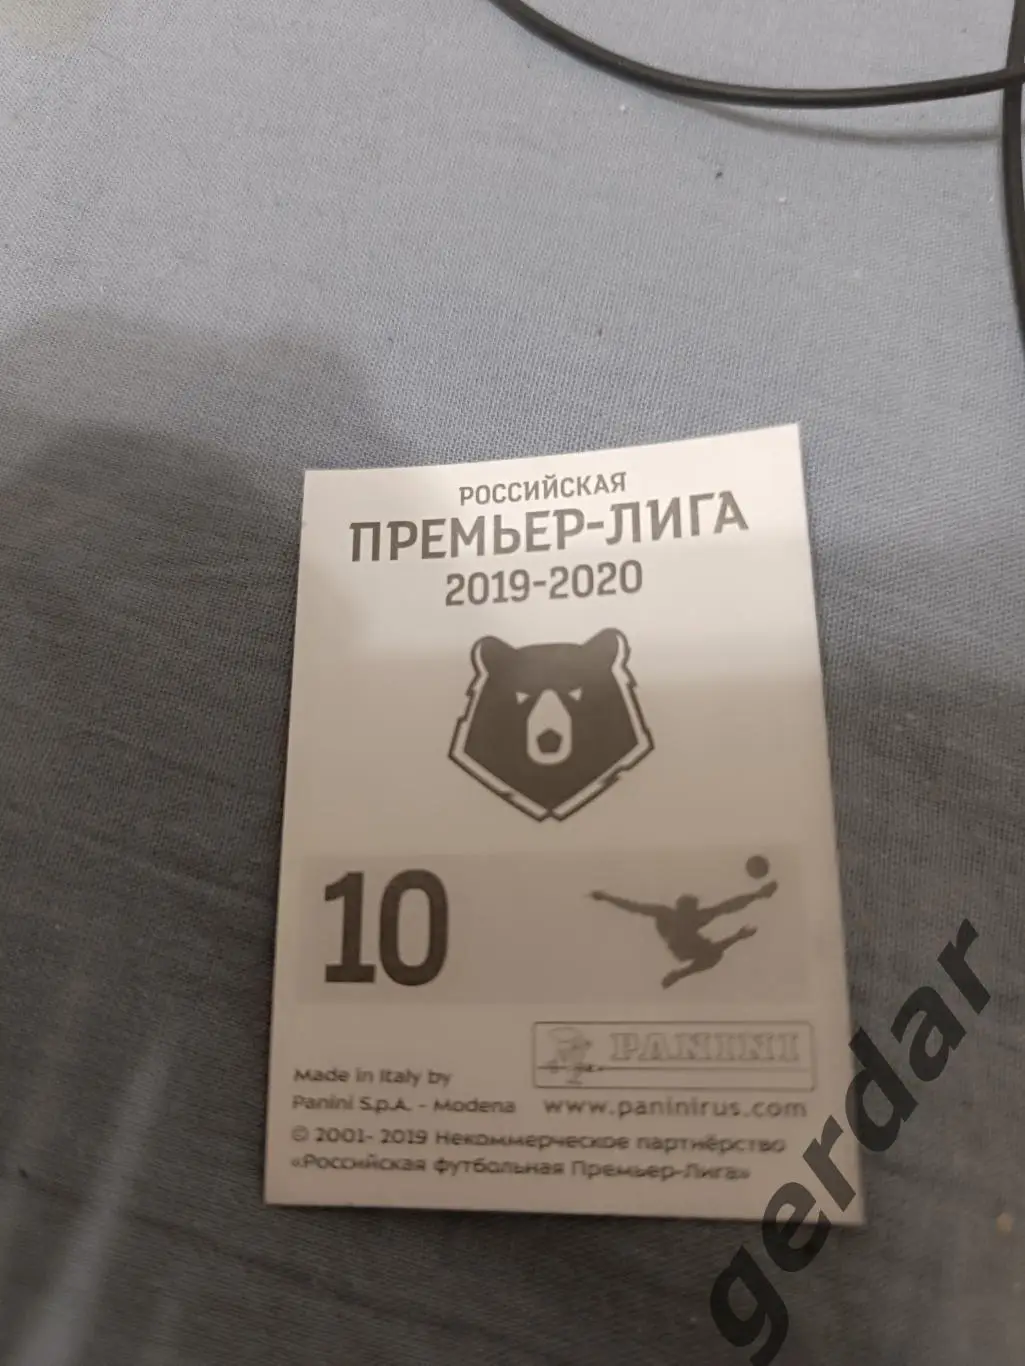 РОССИЙСКАЯ
ПРЕМЬЕР-ЛИГА
2019-2020
10
PANINI
Made in Italy by
Panini S.p.A. - Modena
www.paninirus.com
© 2001- 2019 Некоммерческое партнёрство
«Российская футбольная Премьер-Лига»
gerdar